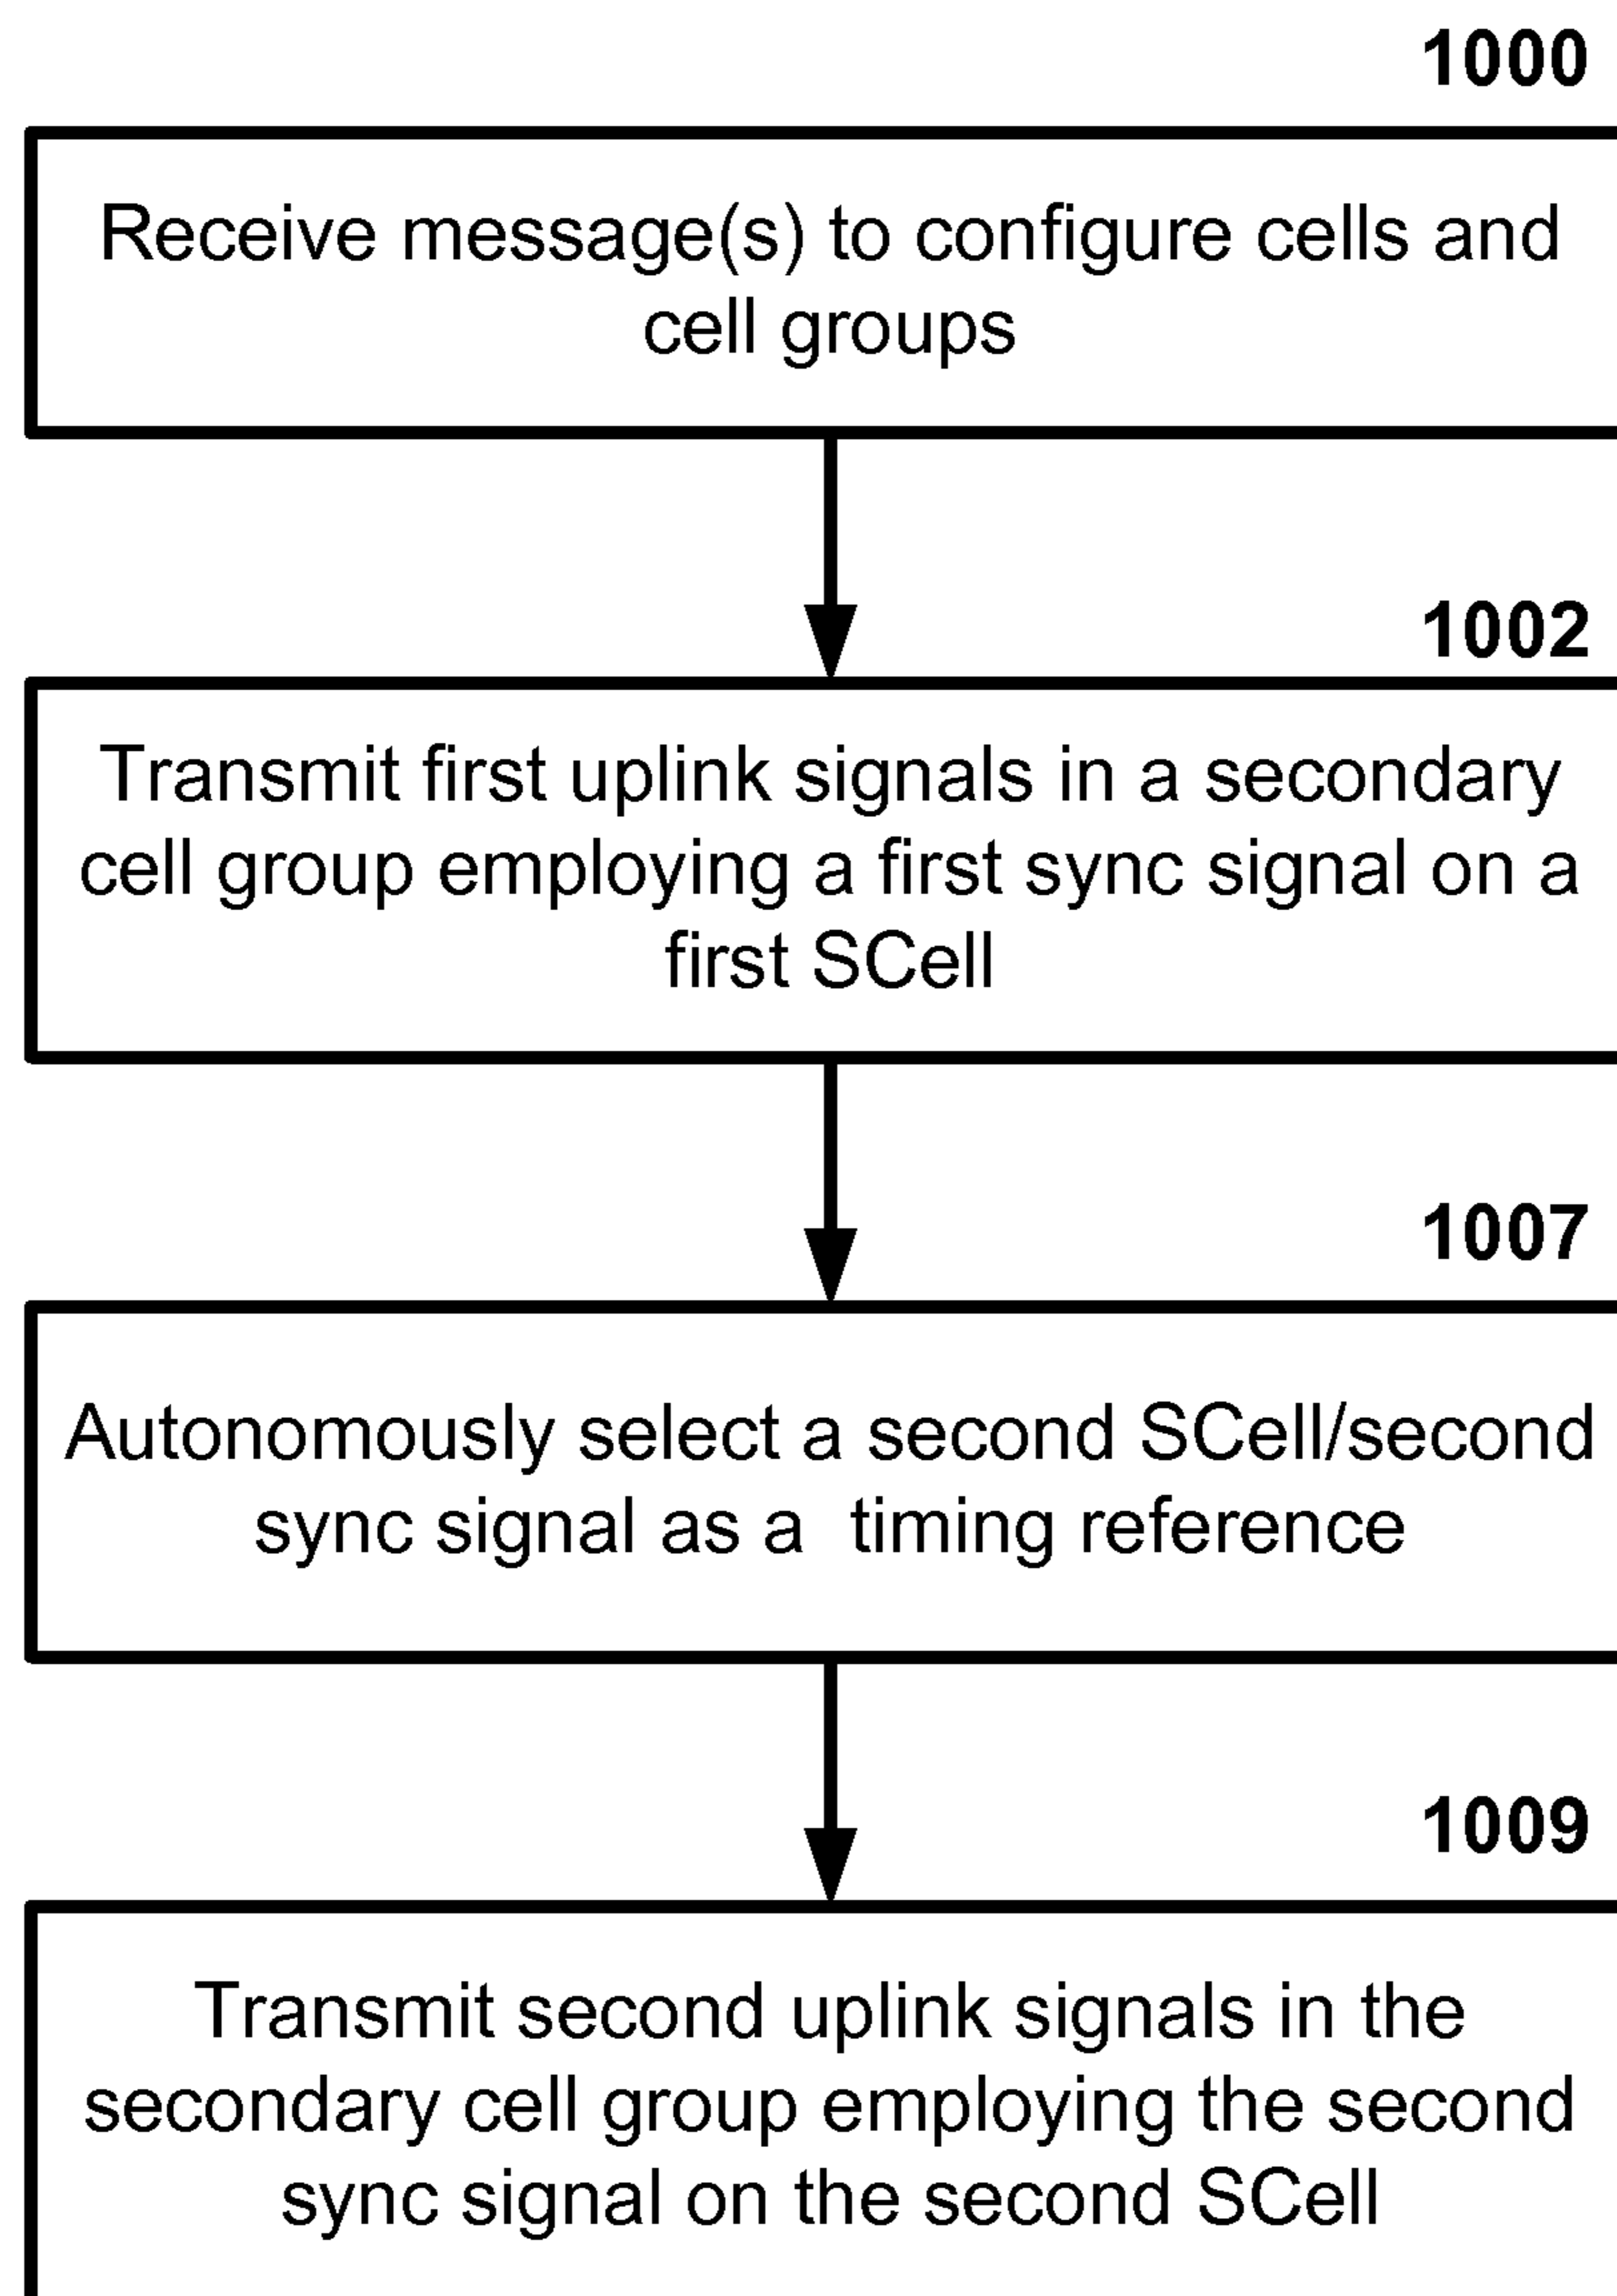 1000
Receive message(s) to configure cells and
cell groups
1002
Transmit first uplink signals in a secondary
cell group employing a first sync signal on a
first SCell
1007
Autonomously select a second SCell/second
sync signal as a  timing reference
1009
Transmit second uplink signals in the
secondary cell group employing the second
sync signal on the second SCell